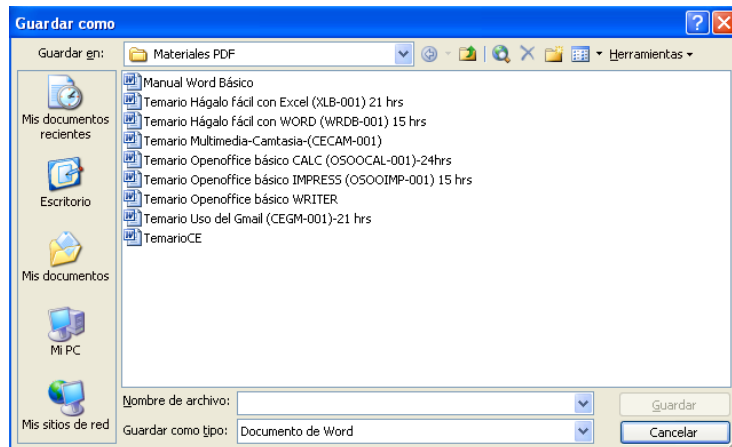 Guardar como
Guardar en: Materiales PDF Herramientas
Manual Word Básico
Temario Hágalo fácil con Excel (XLB-001) 21 hrs
Temario Hágalo fácil con WORD (WRDB-001) 15 hrs
Temario Multimedia-Camtasia-(CECAM-001)
Temario Openoffice básico CALC (OSOOCAL-001)-24hrs
Temario Openoffice básico IMPRESS (OSOOIMP-001) 15 hrs
Temario Openoffice básico WRITER
Temario Uso del Gmail (CEGM-001)-21 hrs
TemarioCE
Mis documentos
recientes
Escritorio
Mis documentos
Mi PC
Mis sitios de red
Nombre de archivo: Guardar
Guardar como tipo: Documento de Word Cancelar